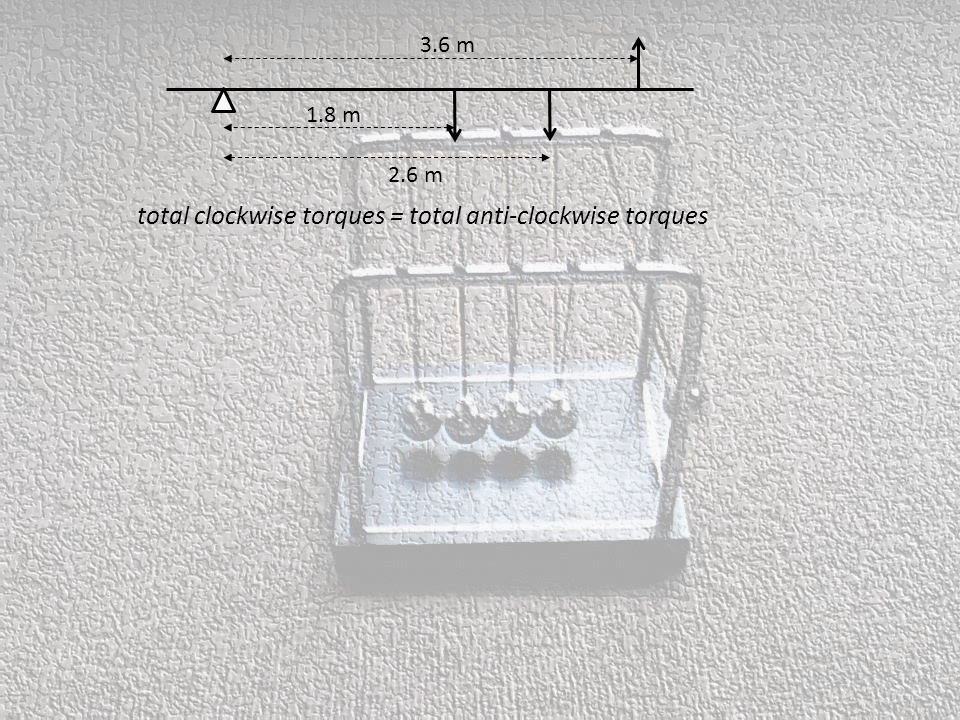 3.6 m
1.8 m
2.6 m
total clockwise torques = total anti-clockwise torques